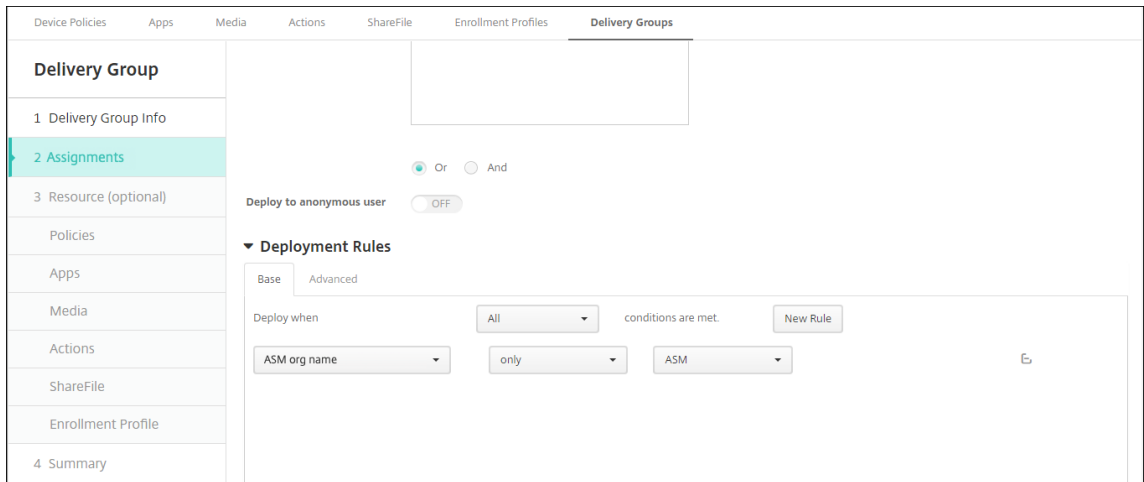 Device Policies Apps Media Actions ShareFile Enrollment Profiles Delivery Groups
Delivery Group
1 Delivery Group Info
2 Assignments
3 Resource (optional)
Policies
Apps
Media
Actions
ShareFile
Enrollment Profile
4 Summary
Or And
Deploy to anonymous user OFF
Deployment Rules
Base Advanced
Deploy when All conditions are met. New Rule
ASM org name only ASM